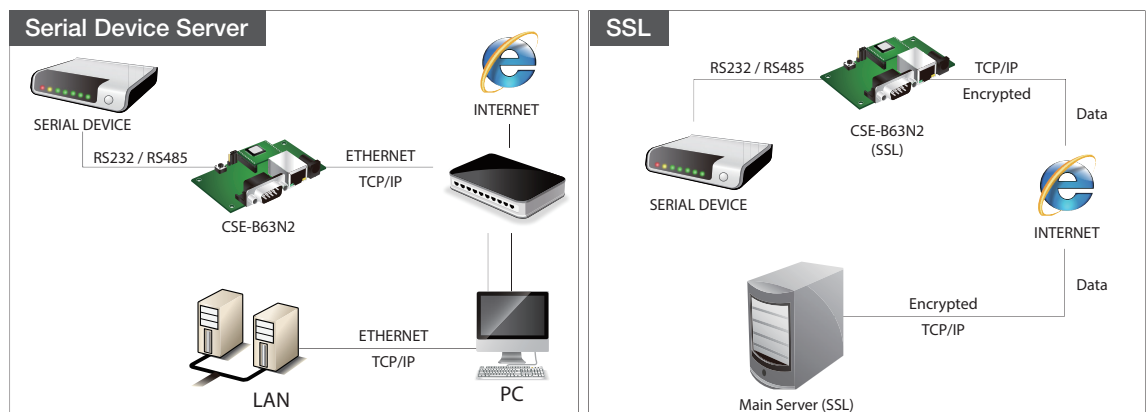 Serial Device Server
INTERNET
SERIAL DEVICE
RS232 / RS485
ETHERNET
TCP/IP
CSE-B63N2
ETHERNET
TCP/IP
LAN
PC
SSL
RS232 / RS485
TCP/IP
Encrypted
Data
CSE-B63N2
(SSL)
SERIAL DEVICE
INTERNET
Data
Encrypted
TCP/IP
Main Server (SSL)